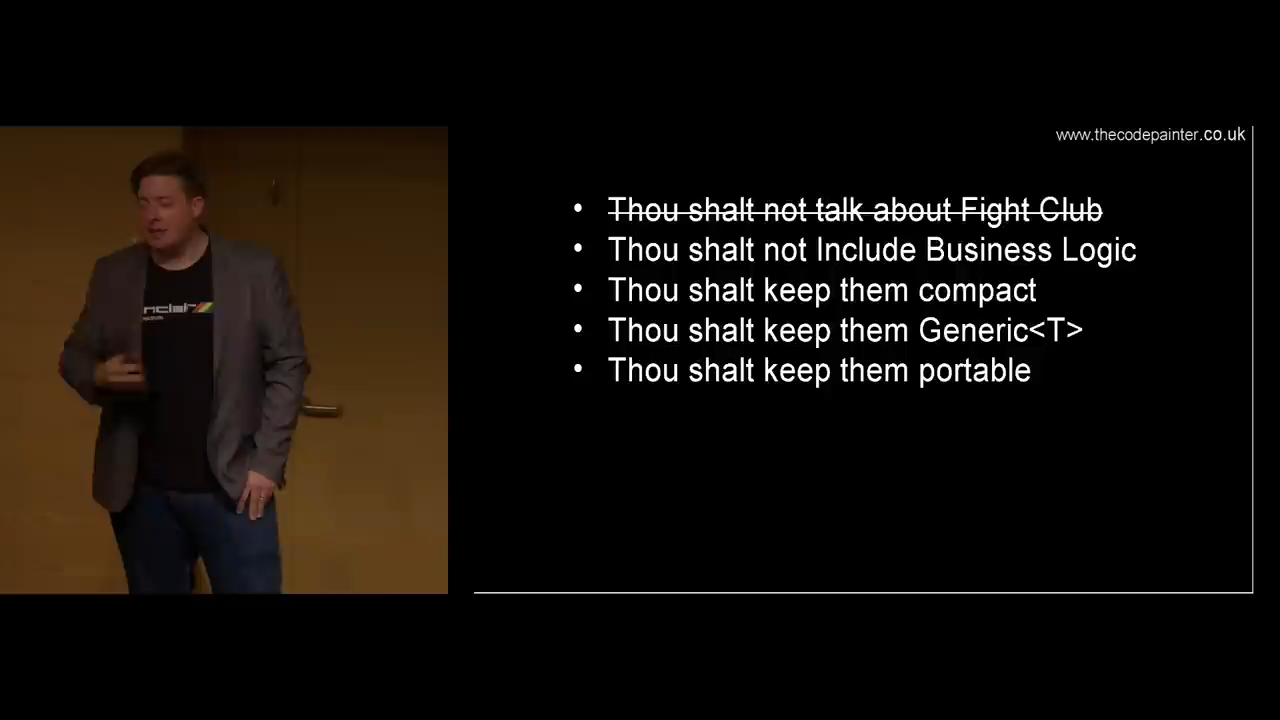 www.thecodepainter.co.uk
Thou shalt not talk about Fight Club
Thou shalt not Include Business Logic
Thou shalt keep them compact
Thou shalt keep them Generic<T>
Thou shalt keep them portable